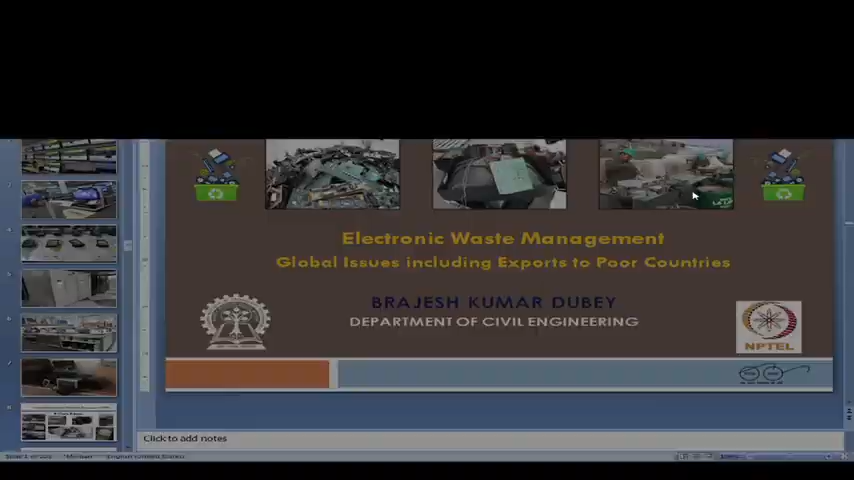 Electronic Waste Management
Global Issues including Exports to Poor Countries
BRAJESH KUMAR DUBEY
DEPARTMENT OF CIVIL ENGINEERING
NPTEL
Click to add notes